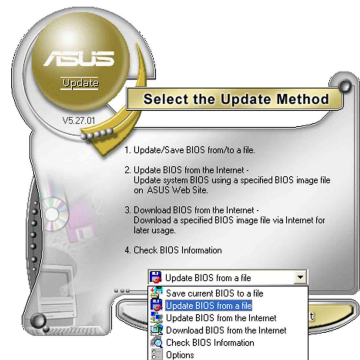 ASUS
Update
V5.27.01
Select the Update Method
1. Update/Save BIOS from/to a file.
2. Update BIOS from the Internet -
Update system BIOS using a specified BIOS image file
on ASUS Web Site.
3. Download BIOS from the Internet -
Download a specified BIOS image file via Internet for
later usage.
4. Check BIOS Information
Update BIOS from a file
Save current BIOS to a file
Update BIOS from a file
Update BIOS from the Internet
Download BIOS from the Internet
Check BIOS Information
Options